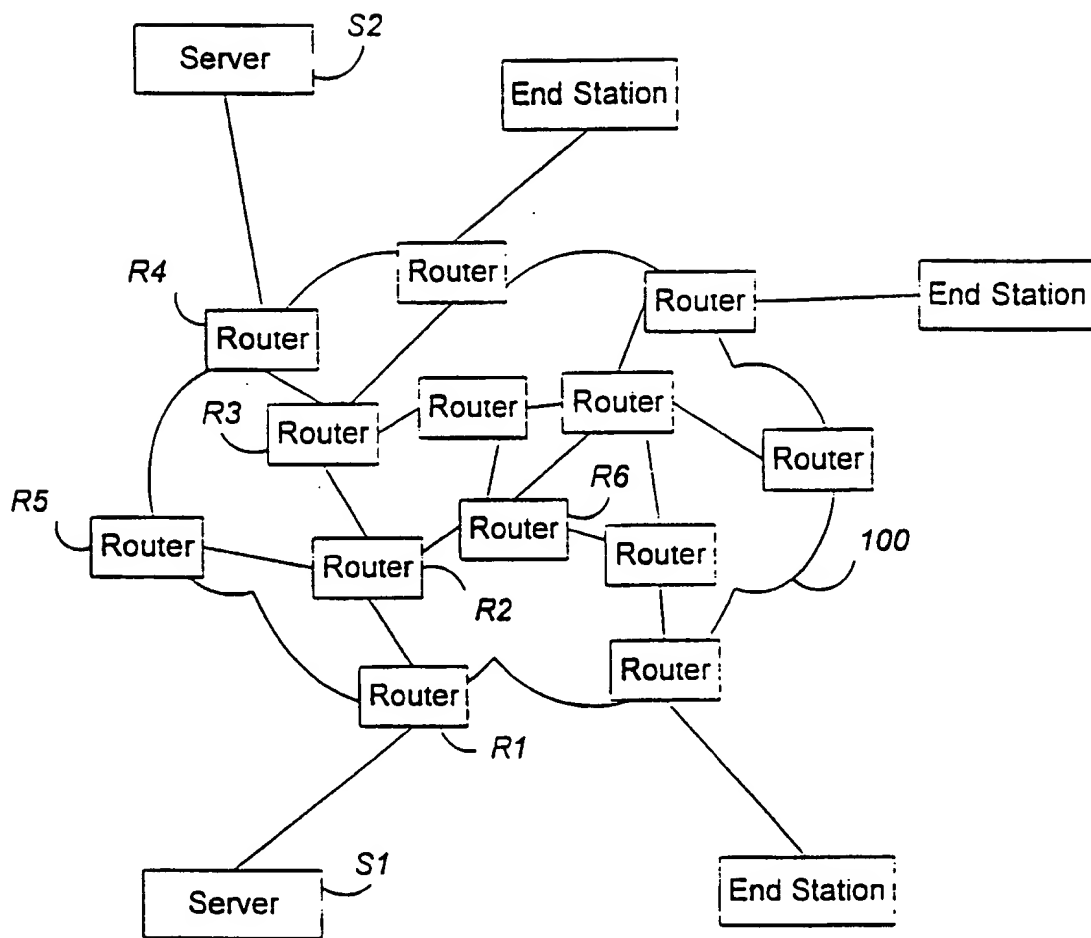 S2
Server
End Station
Router
R4
Router
End Station
Router
Router
Router
R3
Router
Router
R6
R5
Router
Router
Router
100
Router
R2
Router
Router
R1
S1
Server
End Station